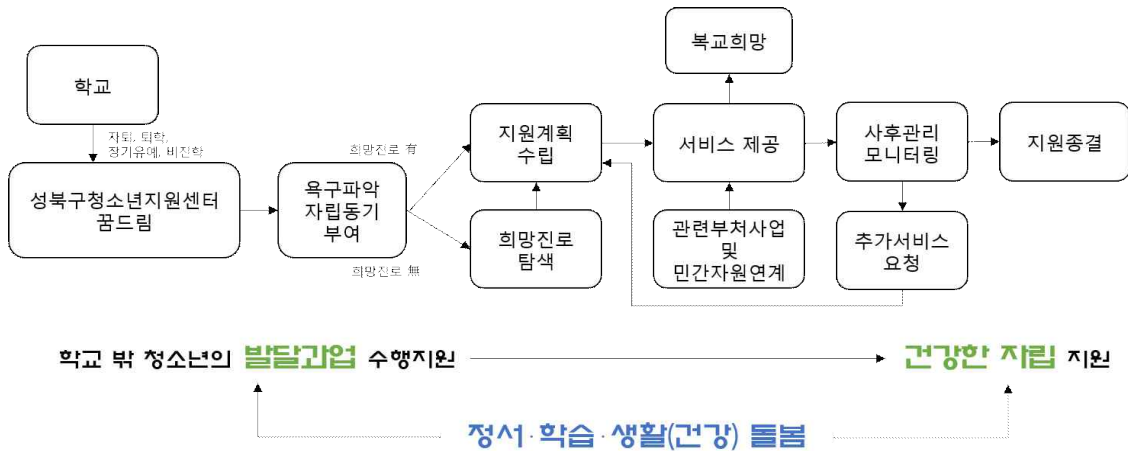 학교
자퇴, 퇴학,
장기유예, 비진학
성북구청소년지원센터
꿈드림
욕구파악
자립동기
부여
희망진로 有
희망진로 無
지원계획
수립
희망진로
탐색
복교희망
서비스 제공
관련부처사업
및
민간자원연계
사후관리
모니터링
추가서비스
요청
지원종결
학교 밖 청소년의 발달과업 수행지원
건강한 자립 지원
정서·학습·생활(건강) 돌봄